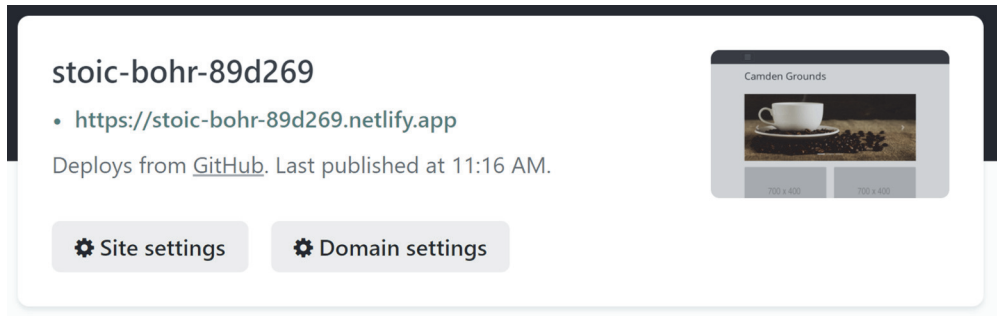 stoic-bohr-89d269
• https://stoic-bohr-89d269.netlify.app
Deploys from GitHub. Last published at 11:16 AM.
Site settings
Domain settings
Camden Grounds
700 x 400
700 x 400